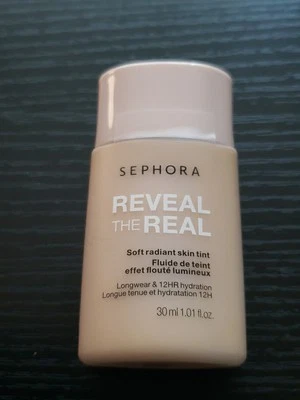 SEPHORA
REVEAL
THE REAL
Soft radiant skin tint
Fluide de teint
effet flouté lumineux
Longwear & 12HR hydration
Longue tenue et hydratation 12H
30 ml 1.01 fl.oz.